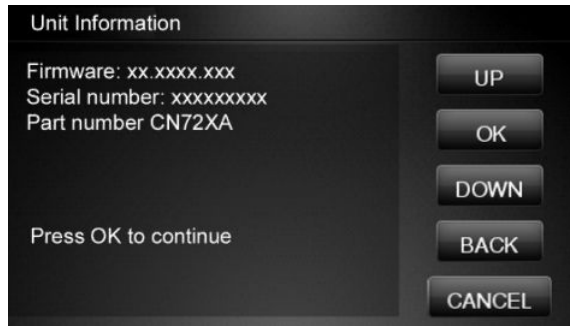 Unit Information
Firmware: xx.xxxx.xxx
Serial number: xxxxxxxxx
Part number CN72XA
Press OK to continue
UP
OK
DOWN
BACK
CANCEL